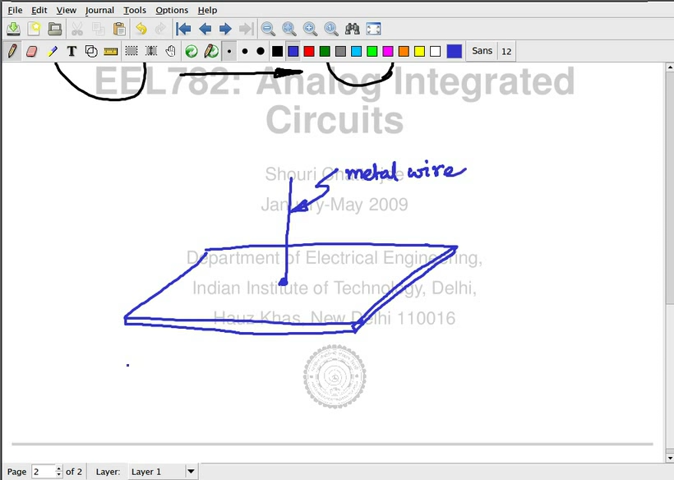 File Edit View Journal Tools Options Help
T Sans 12
EEL782: Analog Integrated
Circuits
metal wire
Shouri
January-May 2009
Department of Electrical Engineering,
Indian Institute of Technology, Delhi,
Hauz Khas, New Delhi 110016
Page 2 of 2 Layer: Layer 1